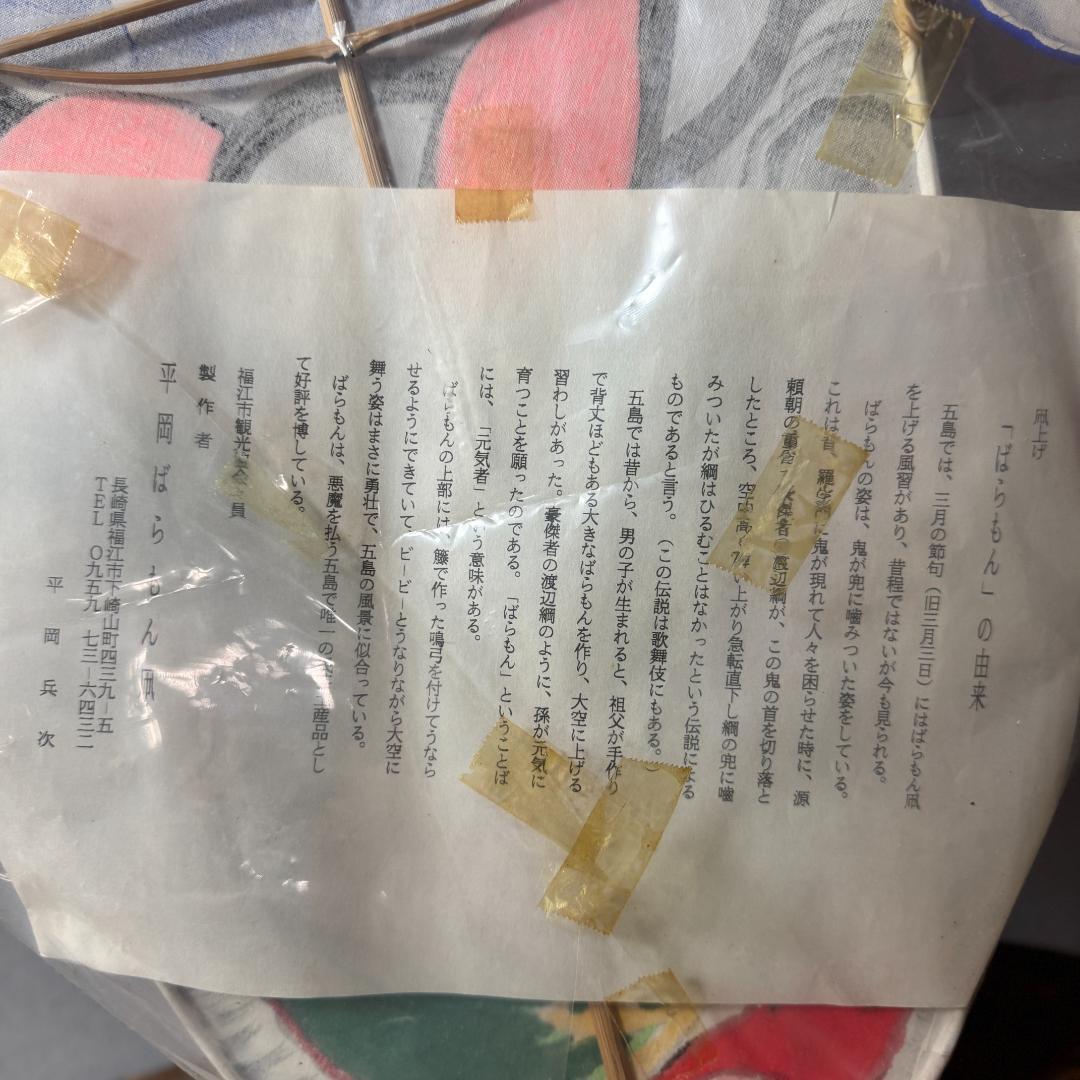 凧上げ
「ばらもん」の由来
五島では、三月の節句（旧三月三日）にはばらもん凧
を上げる風習があり、昔程ではないが今も見られる。
ばらもんの姿は、鬼が兜に噛みついた姿をしている。
これは昔、羅生門に鬼が現れて人々を困らせた時に、源
頼朝の重臣 豪傑者の渡辺綱が、この鬼の首を切り落と
したところ、空高く舞い上がり急転直下し綱の兜に噛
みついたが綱はひるむことはなかったという伝説による
ものであると言う。（この伝説は歌舞伎にもある。）
五島では昔から、男の子が生まれると、祖父が手作り
で背丈ほどもある大きなばらもんを作り、大空に上げる
習わしがあった。豪傑者の渡辺綱のように、孫が元気に
育つことを願ったのである。「ばらもん」ということば
には、「元気者」という意味がある。
ばらもんの上部には、籐で作った鳴弓を付けてうなら
せるようにできていて、ビービーとうなりながら大空に
舞う姿はまさに勇壮で、五島の風景に似合っている。
ばらもんは、悪魔を払う五島で唯一の 土産品とし
て好評を博している。
福江市観光 会員
製作者
平岡ばらもん凧
長崎県福江市下崎山町四三九－五
TEL ０九五九 七三－六四三二
平岡兵次